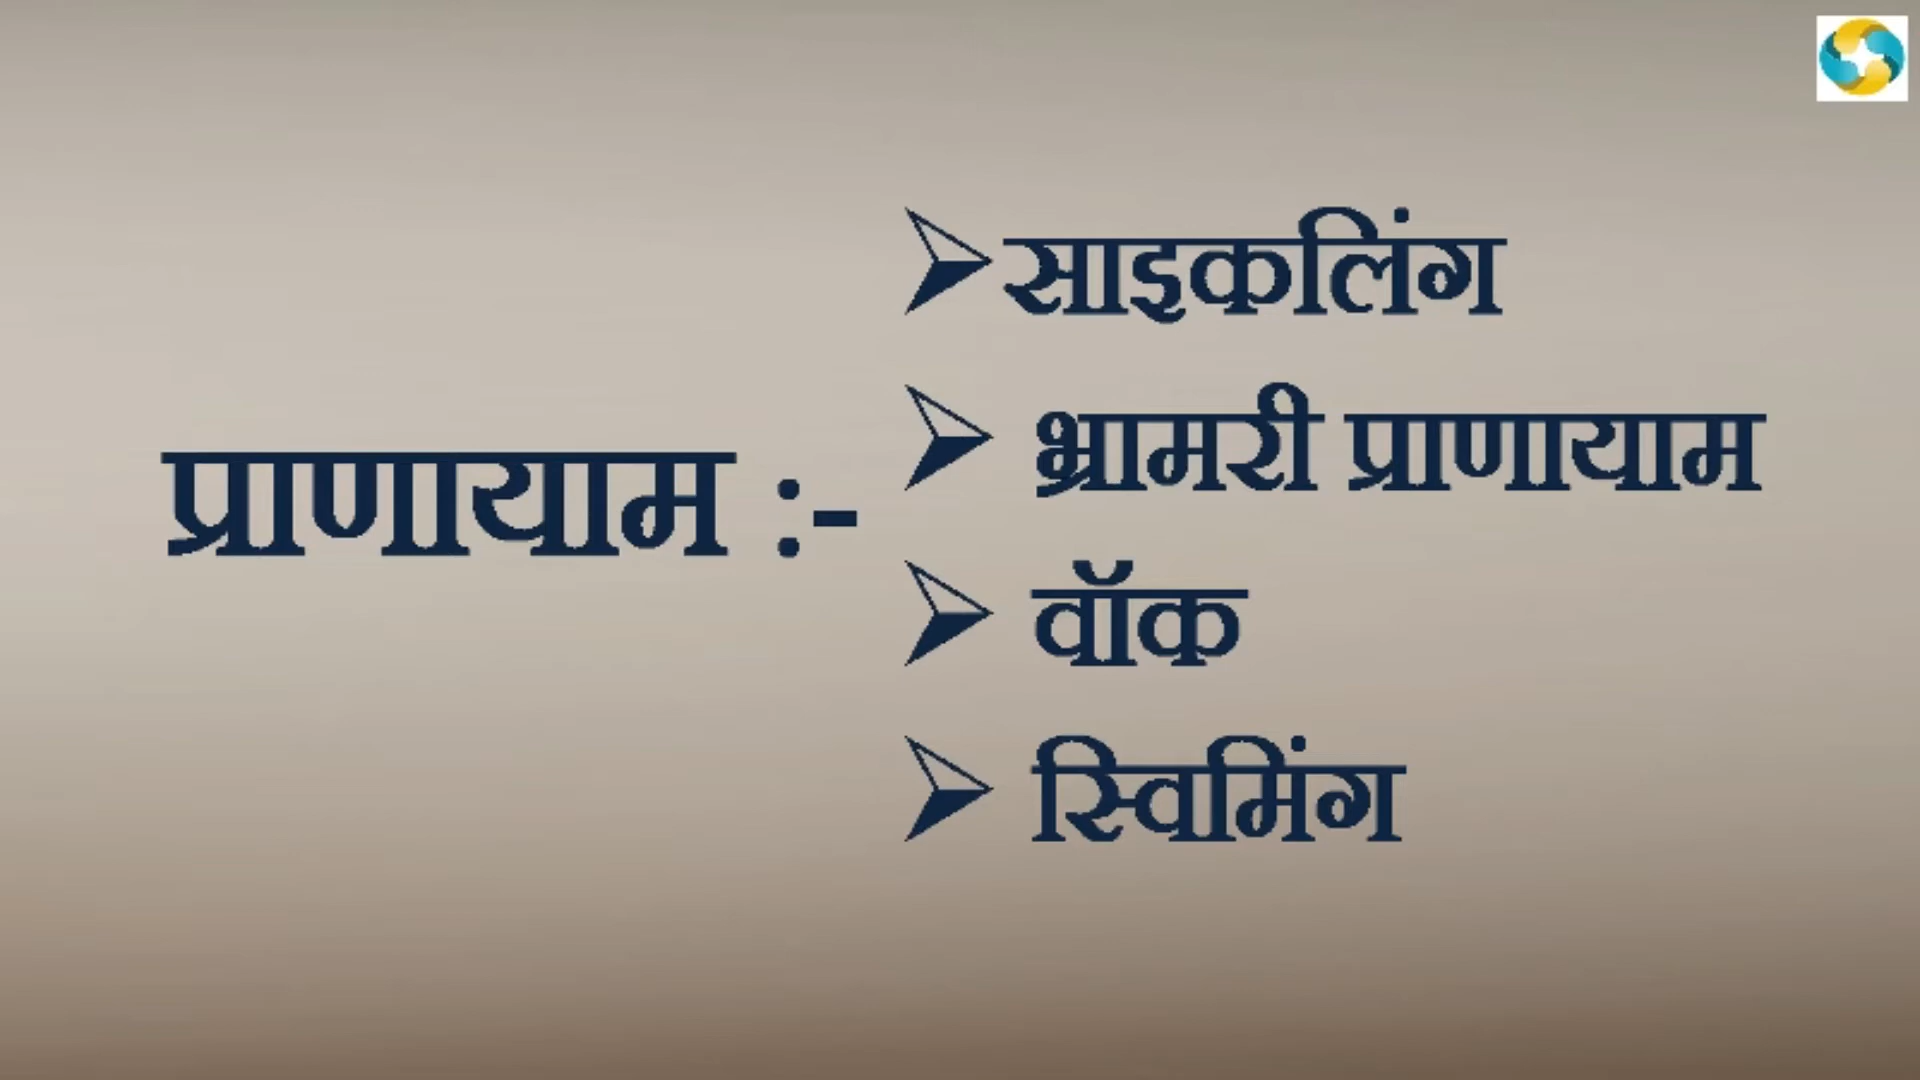 प्राणायाम :-
साइकलिंग
भ्रामरी प्राणायाम
वॉक
स्विमिंग